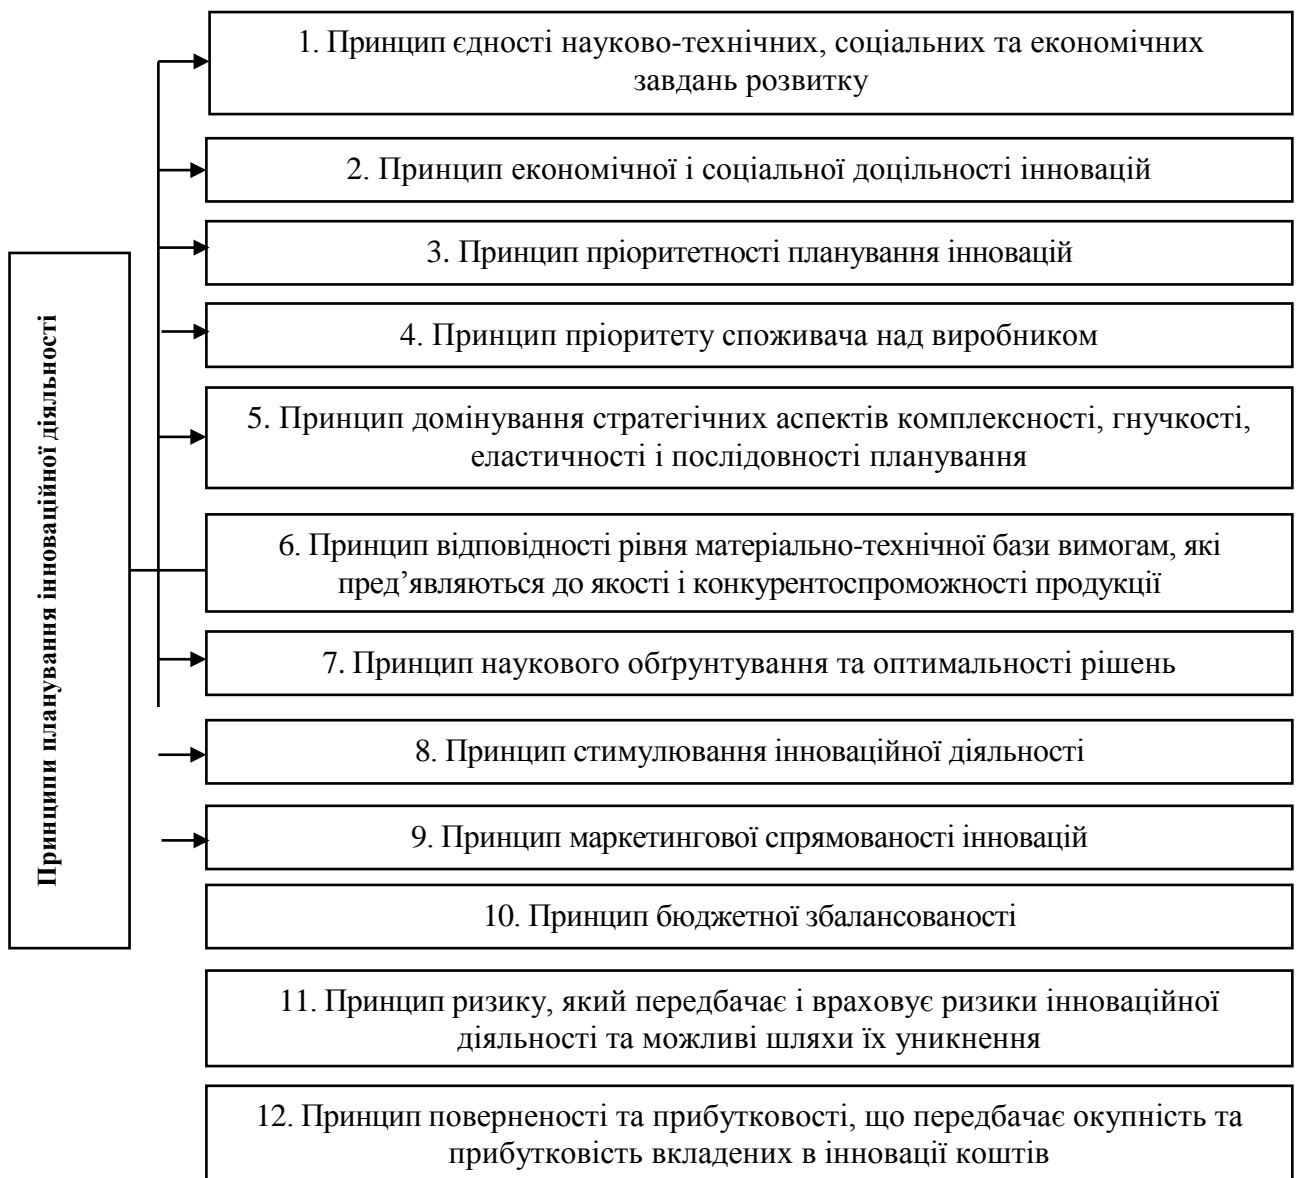 1. Принцип єдності науково-технічних, соціальних та економічних
завдань розвитку
2. Принцип економічної і соціальної доцільності інновацій
3. Принцип пріоритетності планування інновацій
4. Принцип пріоритету споживача над виробником
5. Принцип домінування стратегічних аспектів комплексності, гнучкості,
еластичності і послідовності планування
6. Принцип відповідності рівня матеріально-технічної бази вимогам, які
пред’являються до якості і конкурентоспроможності продукції
7. Принцип наукового обґрунтування та оптимальності рішень
8. Принцип стимулювання інноваційної діяльності
9. Принцип маркетингової спрямованості інновацій
10. Принцип бюджетної збалансованості
11. Принцип ризику, який передбачає і враховує ризики інноваційної
діяльності та можливі шляхи їх уникнення
12. Принцип поверненості та прибутковості, що передбачає окупність та
прибутковість вкладених в інновації коштів
Принципи планування інноваційної діяльності